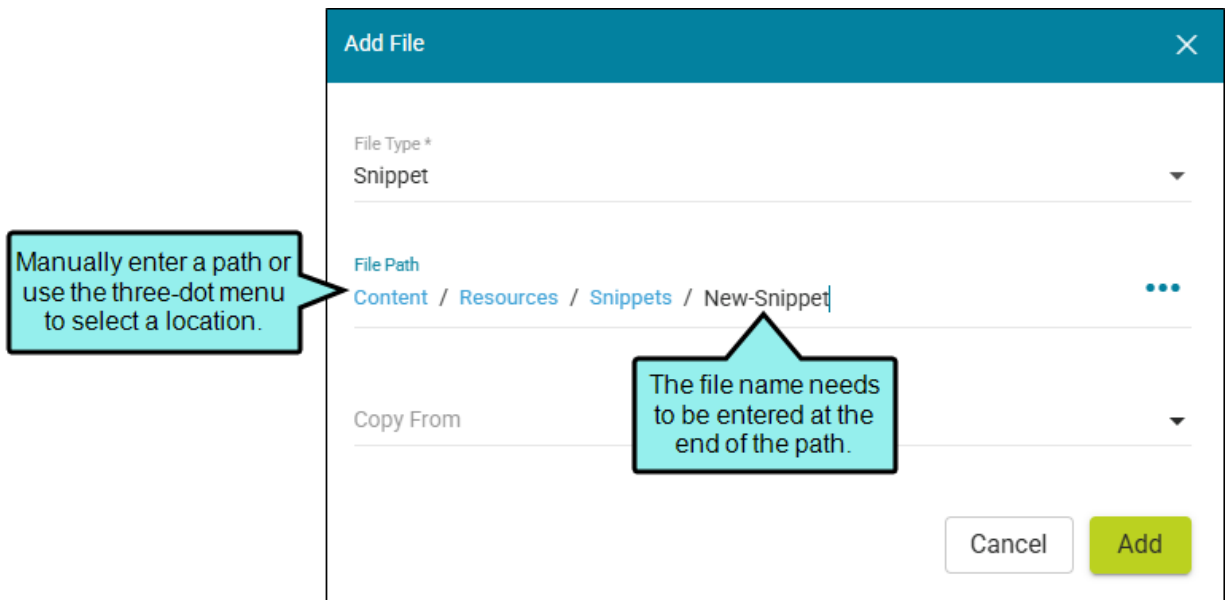 Add File
File Type *
Snippet
Manually enter a path or
use the three-dot menu
to select a location.
File Path
Content / Resources / Snippets / New-Snippet
The file name needs
to be entered at the
end of the path.
Copy From
Cancel
Add